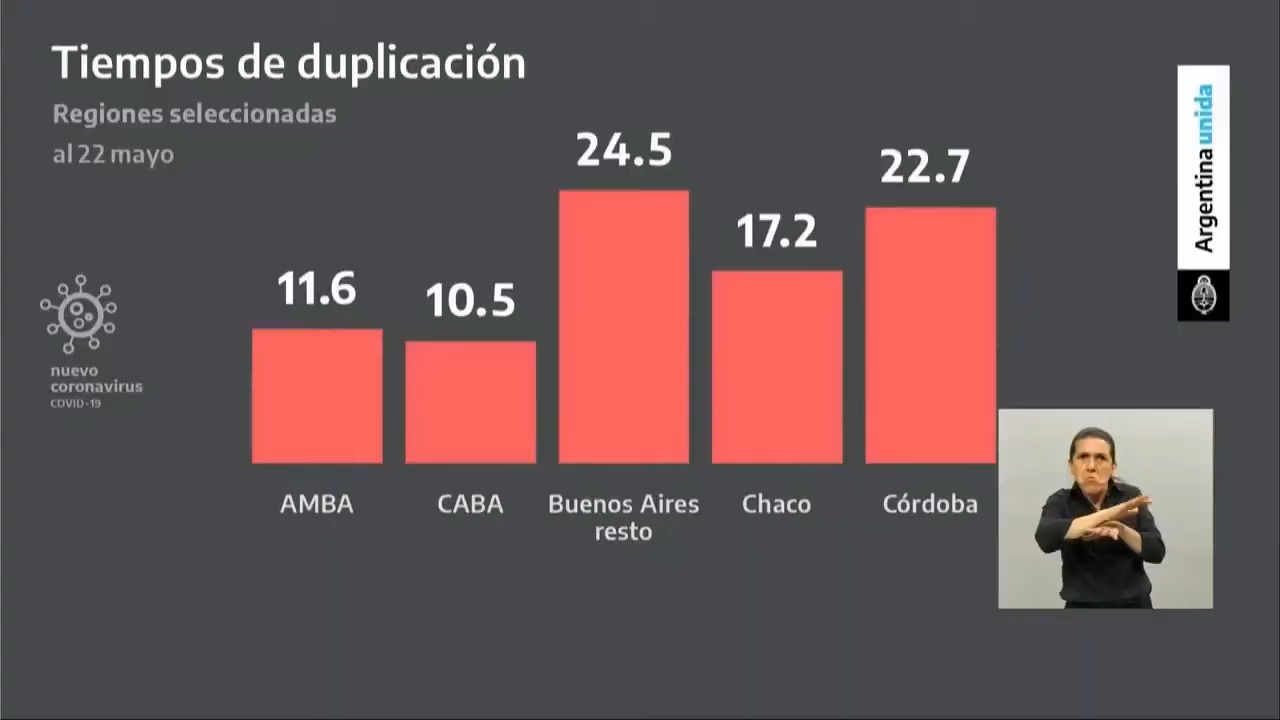 Tiempos de duplicación
Regiones seleccionadas
al 22 mayo
24.5
22.7
17.2
11.6
10.5
AMBA
CABA
Buenos Aires
resto
Chaco
Córdoba
nuevo
coronavirus
COVID-19
Argentina unida